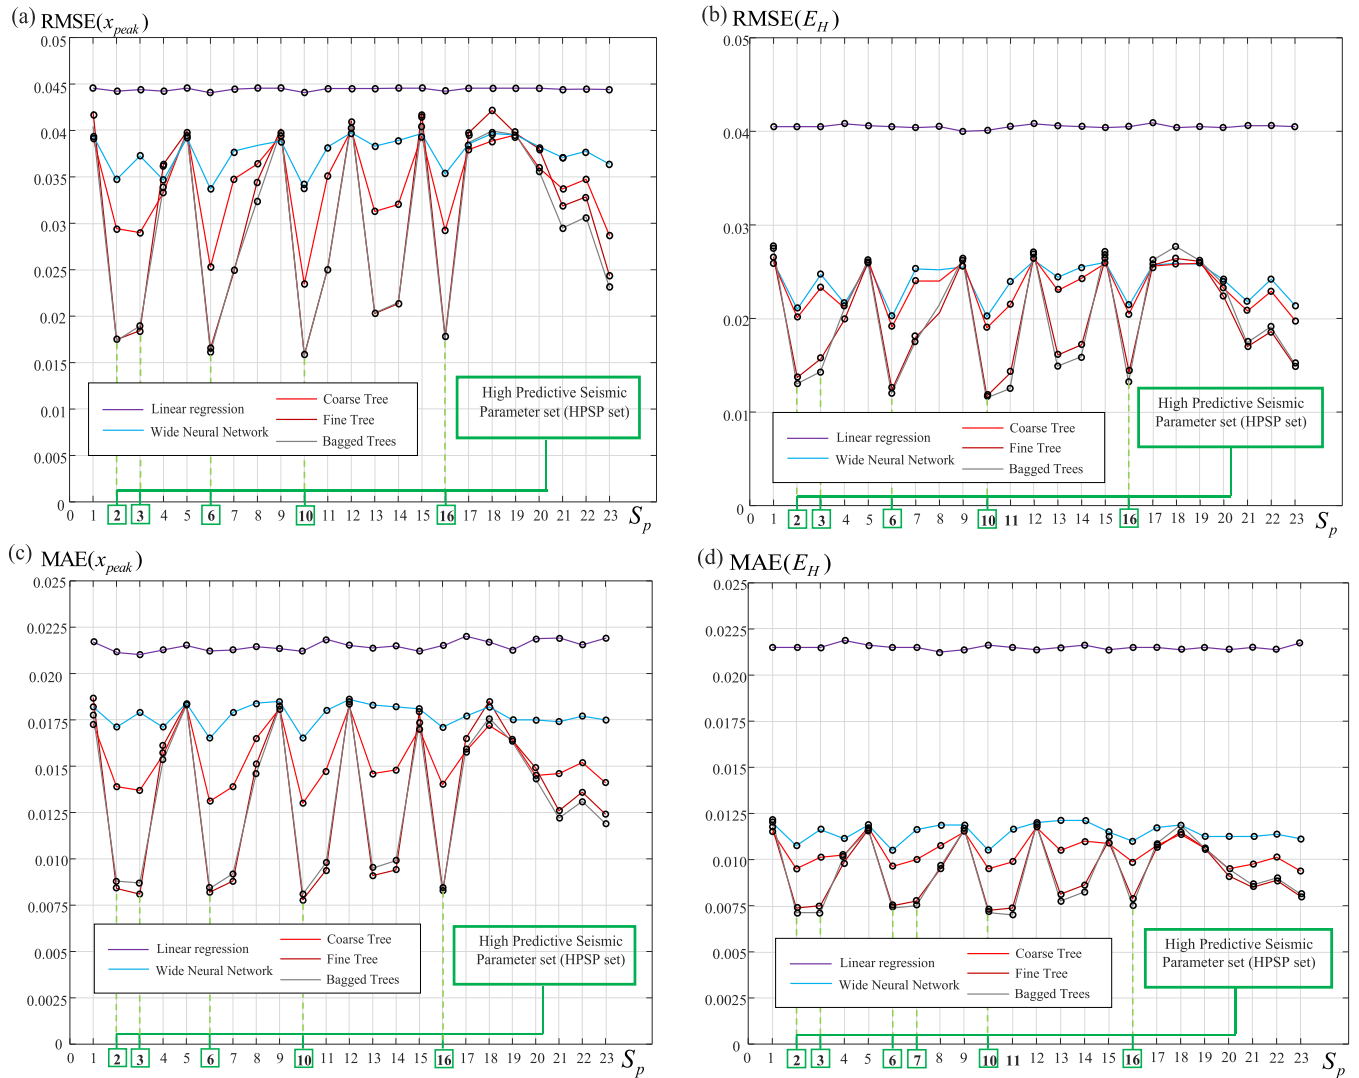 (a) RMSE(x_peak)
0.05
0.045
0.04
0.035
0.03
0.025
0.02
0.015
0.01
0.005
0
Linear regression
Wide Neural Network
Coarse Tree
Fine Tree
Bagged Trees
High Predictive Seismic
Parameter set (HPSP set)
0 1 2 3 4 5 6 7 8 9 10 11 12 13 14 15 16 17 18 19 20 21 22 23 S_p
(b) RMSE(E_H)
0.05
0.04
0.03
0.02
0.01
0
Linear regression
Wide Neural Network
Coarse Tree
Fine Tree
Bagged Trees
High Predictive Seismic
Parameter set (HPSP set)
0 1 2 3 4 5 6 7 8 9 10 11 12 13 14 15 16 17 18 19 20 21 22 23 S_p
(c) MAE(x_peak)
0.025
0.0225
0.020
0.0175
0.015
0.0125
0.010
0.0075
0.005
0.0025
0
Linear regression
Wide Neural Network
Coarse Tree
Fine Tree
Bagged Trees
High Predictive Seismic
Parameter set (HPSP set)
0 1 2 3 4 5 6 7 8 9 10 11 12 13 14 15 16 17 18 19 20 21 22 23 S_p
(d) MAE(E_H)
0.025
0.0225
0.020
0.0175
0.015
0.0125
0.010
0.0075
0.005
0.0025
0
Linear regression
Wide Neural Network
Coarse Tree
Fine Tree
Bagged Trees
High Predictive Seismic
Parameter set (HPSP set)
0 1 2 3 4 5 6 7 8 9 10 11 12 13 14 15 16 17 18 19 20 21 22 23 S_p